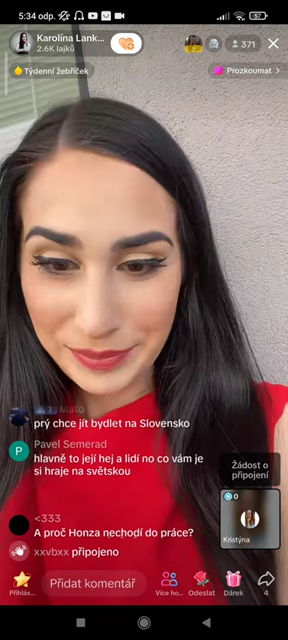 5:34 odp.
57
Karolína Lank...
2.6K lajků
371
Týdenní žebříček
Prozkoumat >
7 Mato
prý chce jít bydlet na Slovensko
P
Pavel Semerad
hlavně to její hej a lidí no co vám je
si hraje na světskou
Žádost o
připojení
0
Kristýna
<333
A proč Honza nechodí do práce?
xxvbxx připojeno
Přihlás...
Přidat komentář
Více ho...
Odeslat
Dárek
4